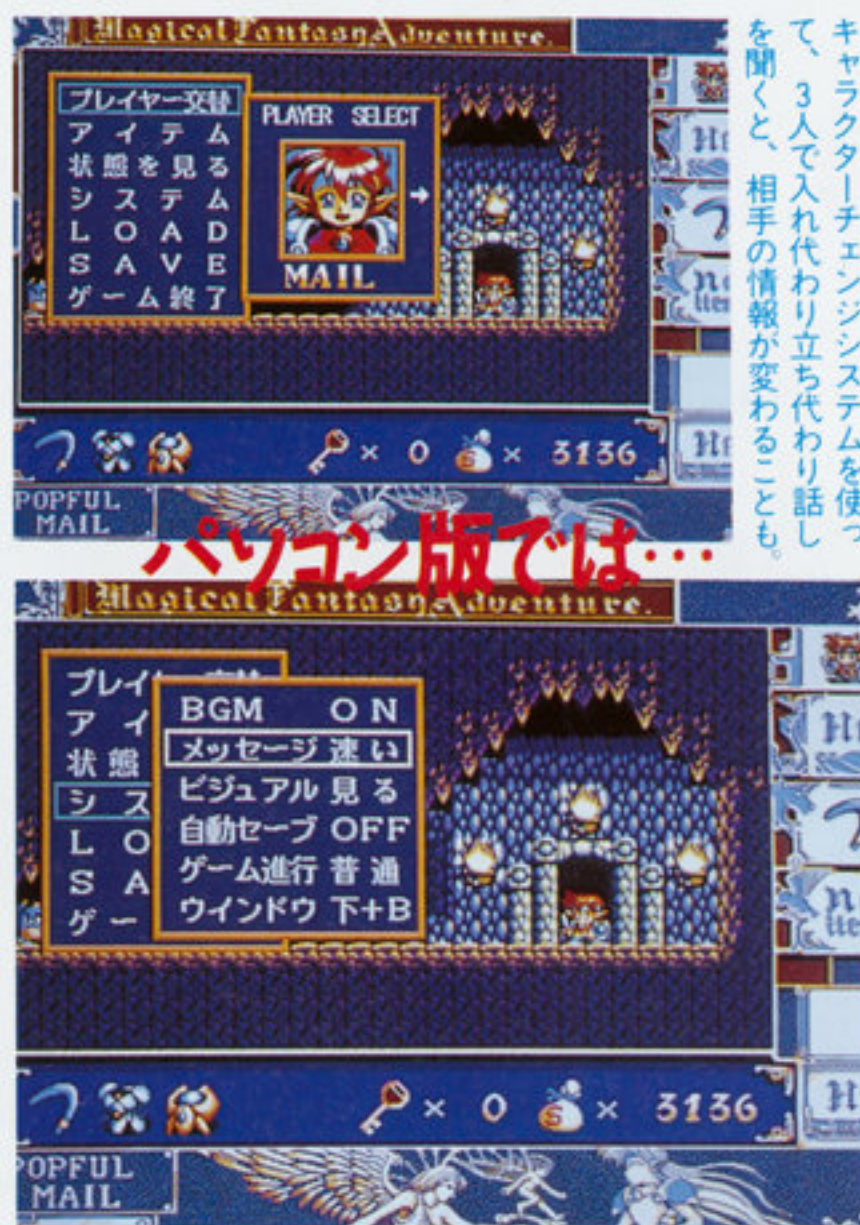 Magical Fantasy Adventure.
プレイヤー交替
アイテム
状態を見る
システム
LOAD
SAVE
ゲーム終了
PLAYER SELECT
→
MAIL
× 0
× 3136
POPFUL
MAIL
キャラクターチェンジシステムを使っ
て、3人で入れ代わり立ち代わり話し
を聞くと、相手の情報が変わることも。
パソコン版では…
Magical Fantasy Adventure.
プレイ
アイ
状態
シス
LO
SA
ゲー
BGM ON
メッセージ 速い
ビジュアル 見る
自動セーブ OFF
ゲーム進行 普通
ウインドウ 下+B
× 0
× 3136
POPFUL
MAIL